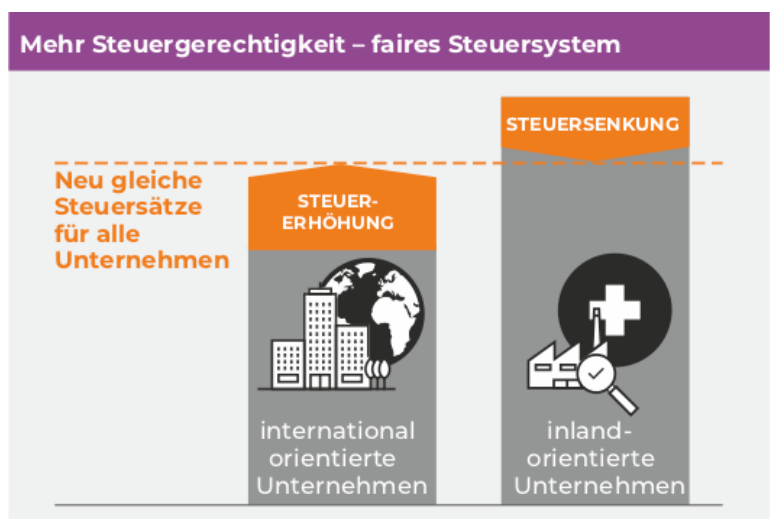 Mehr Steuergerechtigkeit – faires Steuersystem
STEUERSENKUNG
Neu gleiche
Steuersätze
für alle
Unternehmen
STEUER-
ERHÖHUNG
international
orientierte
Unternehmen
inland-
orientierte
Unternehmen